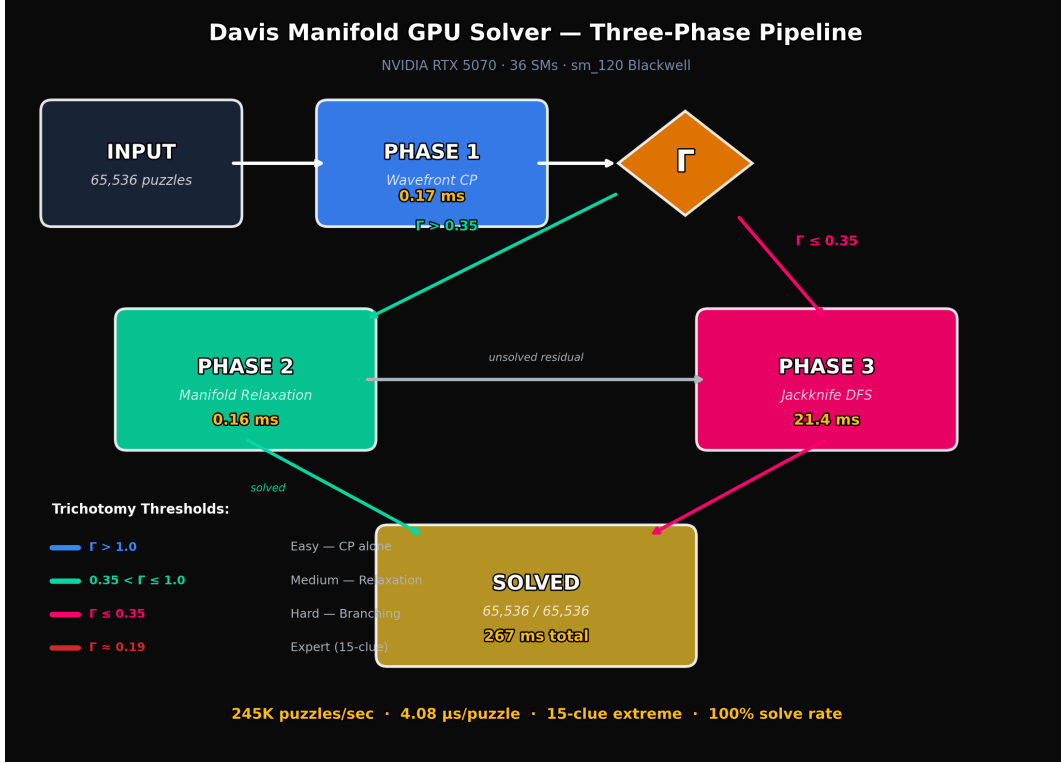 Davis Manifold GPU Solver — Three-Phase Pipeline
NVIDIA RTX 5070 · 36 SMs · sm_120 Blackwell
INPUT
65,536 puzzles
PHASE 1
Wavefront CP
0.17 ms
Γ
Γ > 0.35
Γ ≤ 0.35
PHASE 2
Manifold Relaxation
0.16 ms
unsolved residual
PHASE 3
Jackknife DFS
21.4 ms
solved
Trichotomy Thresholds:
Γ > 1.0 Easy — CP alone
0.35 < Γ ≤ 1.0 Medium — Relaxation
Γ ≤ 0.35 Hard — Branching
Γ ≈ 0.19 Expert (15-clue)
SOLVED
65,536 / 65,536
267 ms total
245K puzzles/sec · 4.08 μs/puzzle · 15-clue extreme · 100% solve rate